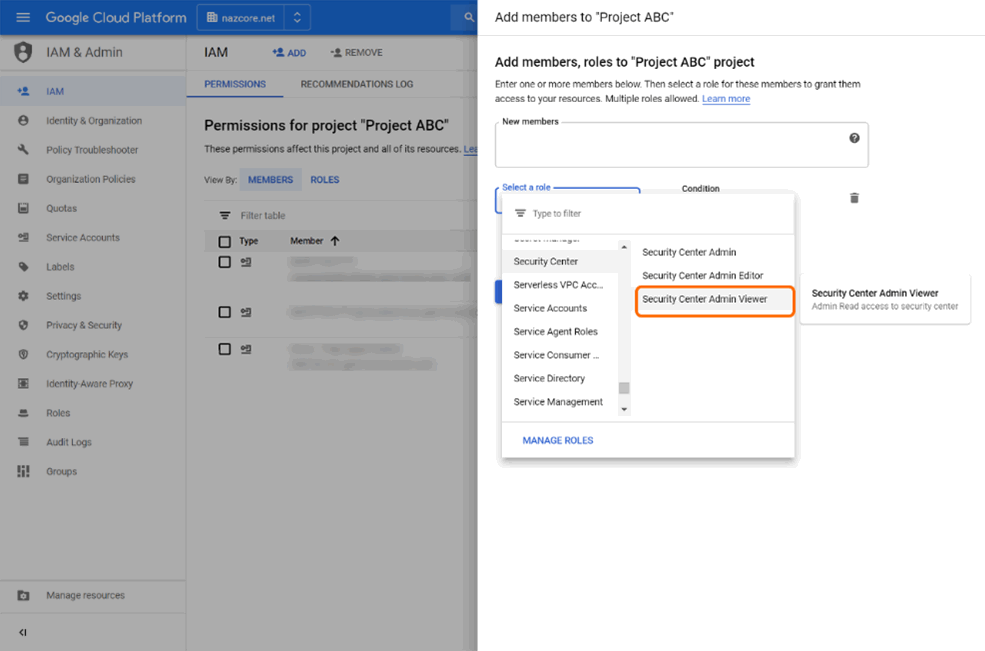 Google Cloud Platform
nazcore.net
Add members to "Project ABC"
IAM & Admin
IAM
ADD
REMOVE
PERMISSIONS
RECOMMENDATIONS LOG
Add members, roles to "Project ABC" project
Enter one or more members below. Then select a role for these members to grant them
access to your resources. Multiple roles allowed. Learn more
IAM
Identity & Organization
Policy Troubleshooter
Organization Policies
Quotas
Service Accounts
Labels
Settings
Privacy & Security
Cryptographic Keys
Identity-Aware Proxy
Roles
Audit Logs
Groups
Manage resources
Permissions for project "Project ABC"
These permissions affect this project and all of its resources. Lea
View By:
MEMBERS
ROLES
Filter table
Type
Member
New members
Select a role
Condition
Type to filter
Secret Manager
Security Center
Serverless VPC Acc...
Service Accounts
Service Agent Roles
Service Consumer ...
Service Directory
Service Management
Security Center Admin
Security Center Admin Editor
Security Center Admin Viewer
MANAGE ROLES
Security Center Admin Viewer
Admin Read access to security center